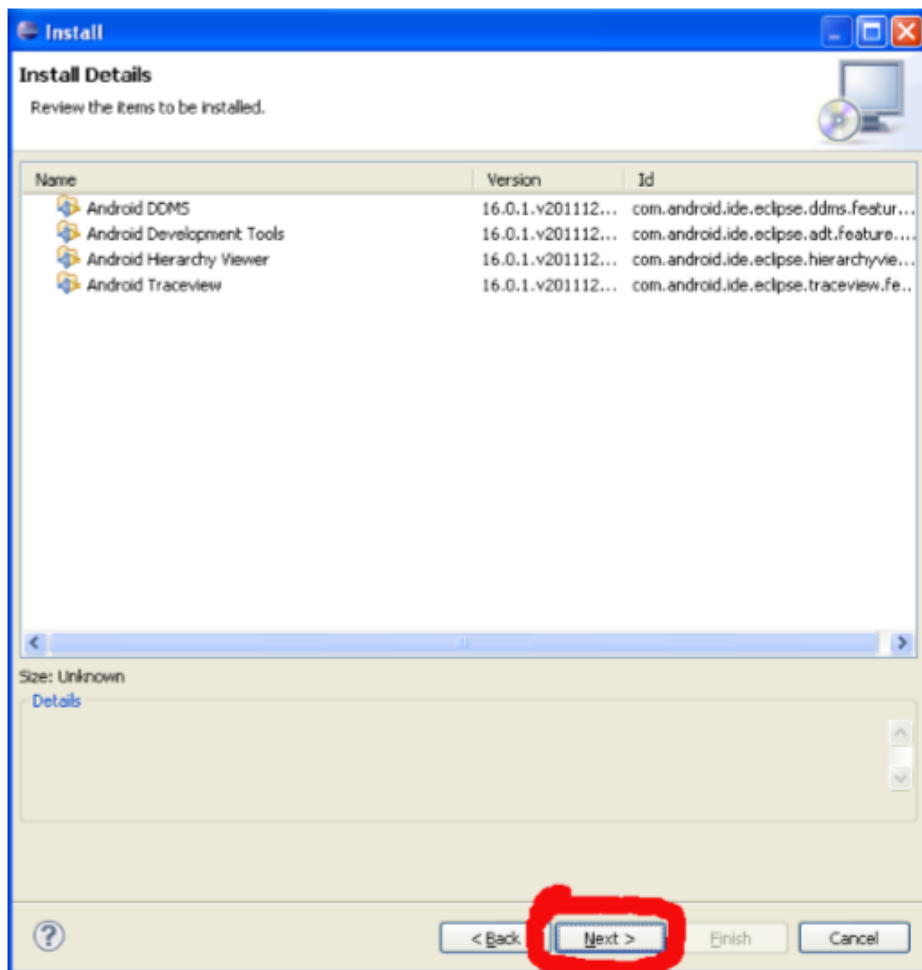 Install
Install Details
Review the items to be installed.
Name Version Id
Android DDMS 16.0.1.v201112... com.android.ide.eclipse.ddms.featur...
Android Development Tools 16.0.1.v201112... com.android.ide.eclipse.adt.feature....
Android Hierarchy Viewer 16.0.1.v201112... com.android.ide.eclipse.hierarchyvie...
Android Traceview 16.0.1.v201112... com.android.ide.eclipse.traceview.fe...
Size: Unknown
Details
? < Back Next > Finish Cancel